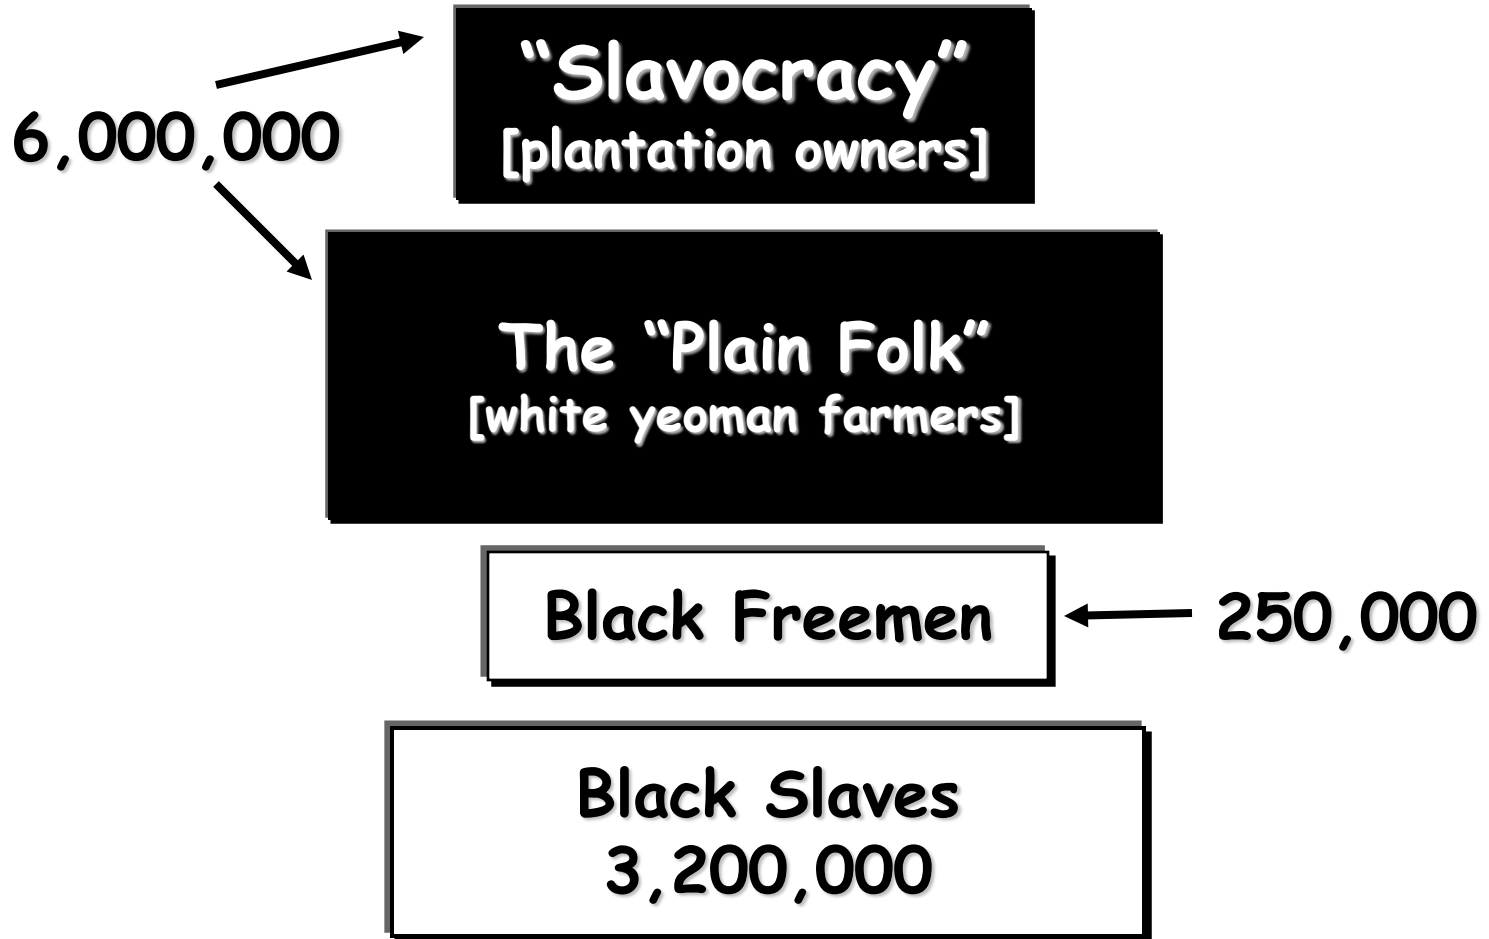 “Slavocracy”
[plantation owners]
6,000,000
The “Plain Folk”
[white yeoman farmers]
Black Freemen
250,000
Black Slaves
3,200,000